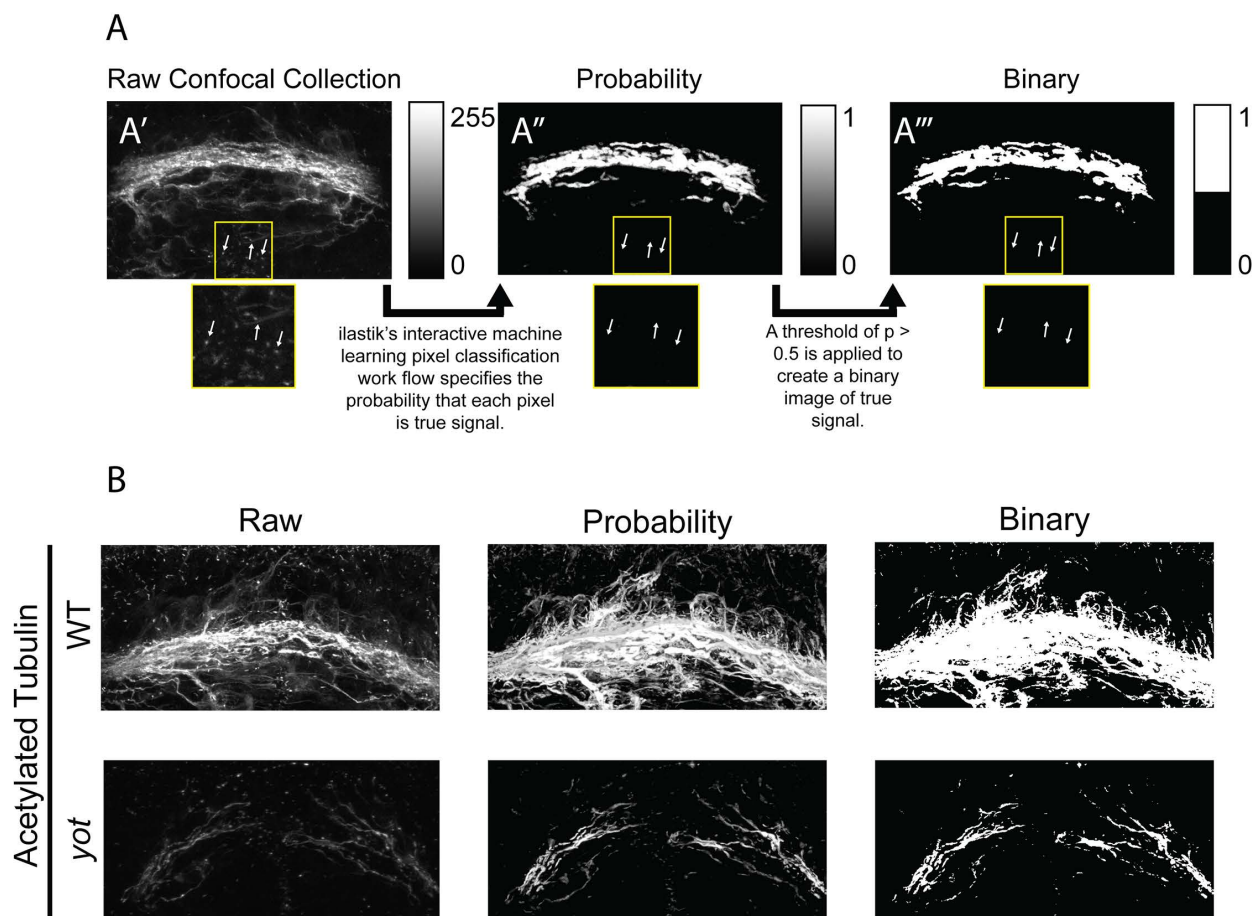 A
Raw Confocal Collection
Probability
Binary
A′
255
0
A″
1
0
A‴
1
0
ilastik's interactive machine
learning pixel classification
work flow specifies the
probability that each pixel
is true signal.
A threshold of p >
0.5 is applied to
create a binary
image of true
signal.
B
Raw
Probability
Binary
Acetylated Tubulin
WT
yot